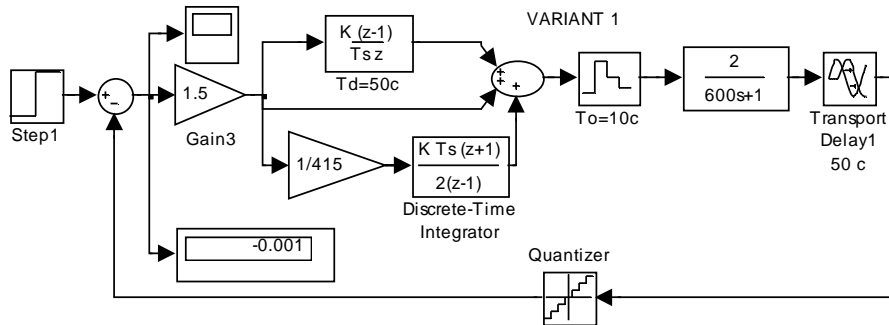 VARIANT 1
K (z-1)
Ts z
Td=50c
Step1
+
−
1.5
Gain3
+
+
+
To=10c
2
600s+1
Transport
Delay1
50 c
1/415
K Ts (z+1)
2(z-1)
Discrete-Time
Integrator
-0.001
Quantizer